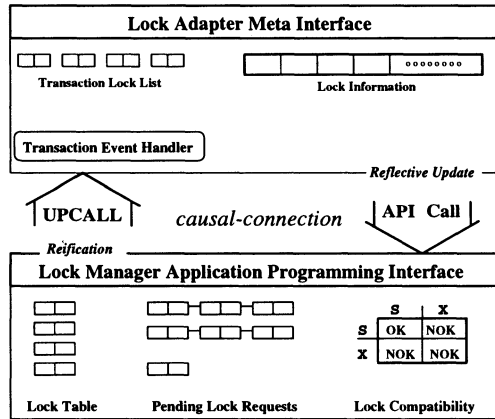 Lock Adapter Meta Interface
Transaction Lock List
Lock Information
Transaction Event Handler
Reflective Update
UPCALL
causal-connection
API Call
Reification
Lock Manager Application Programming Interface
S X
S OK NOK
X NOK NOK
Lock Table
Pending Lock Requests
Lock Compatibility